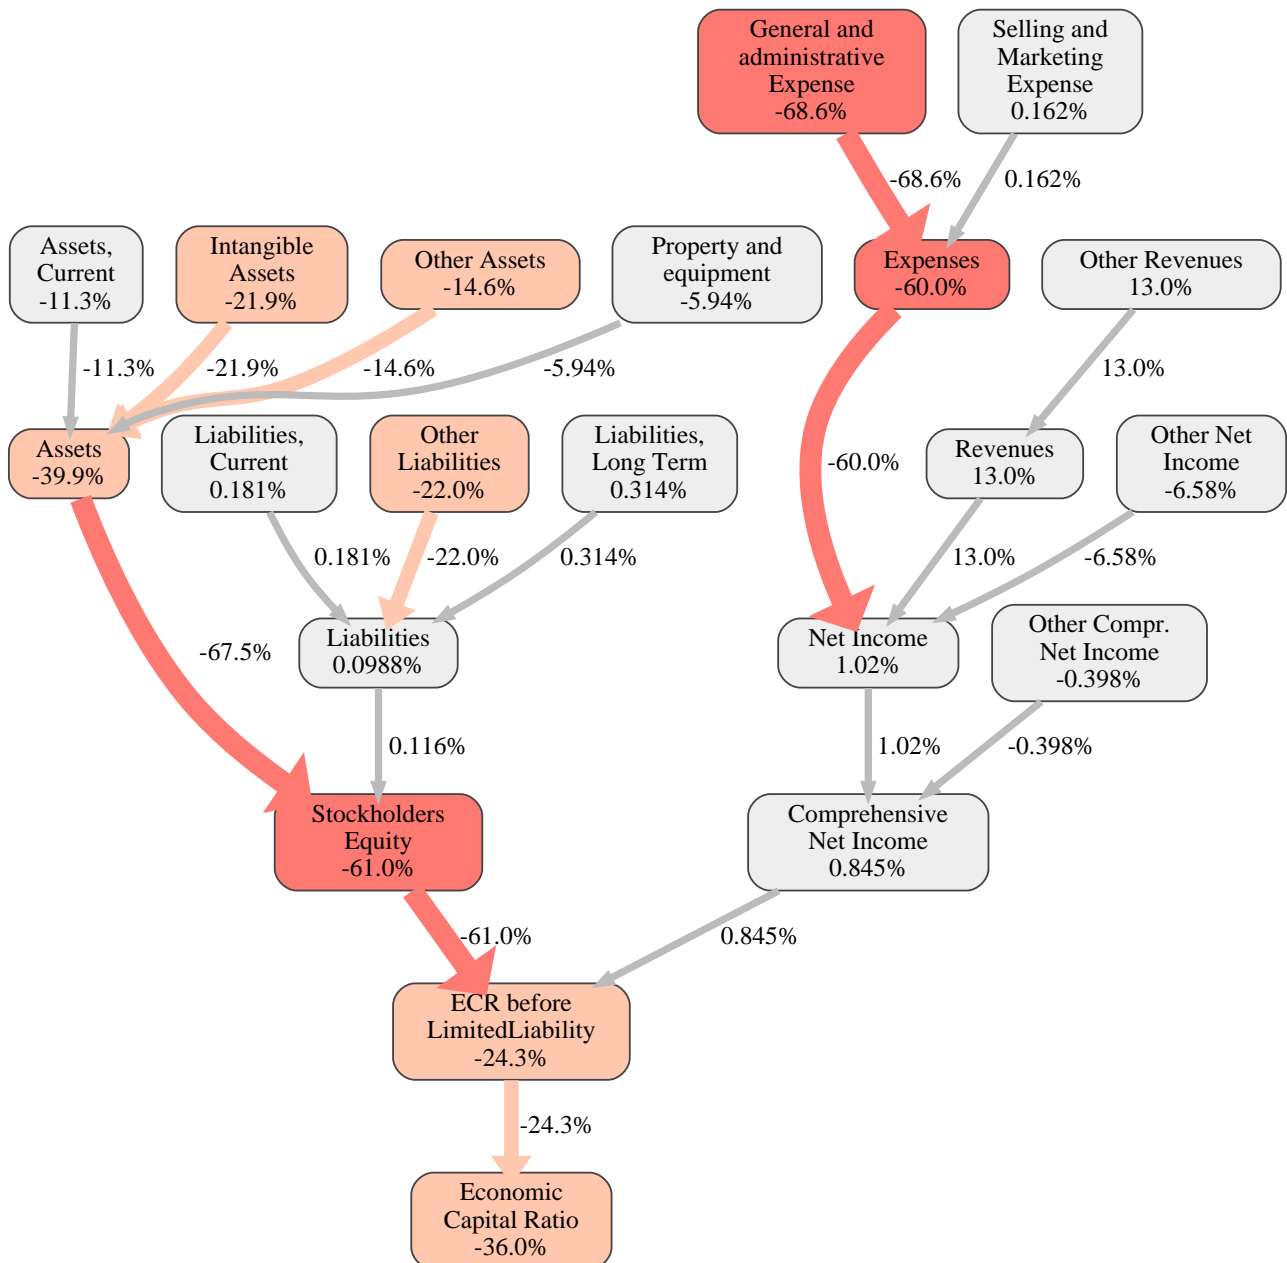 General and
administrative
Expense
-68.6%
Selling and
Marketing
Expense
0.162%
-68.6%
0.162%
Assets,
Current
-11.3%
Intangible
Assets
-21.9%
Other Assets
-14.6%
Property and
equipment
-5.94%
Expenses
-60.0%
Other Revenues
13.0%
-11.3%
-21.9%
-14.6%
-5.94%
13.0%
Assets
-39.9%
Liabilities,
Current
0.181%
Other
Liabilities
-22.0%
Liabilities,
Long Term
0.314%
-60.0%
Revenues
13.0%
Other Net
Income
-6.58%
0.181%
-22.0%
0.314%
13.0%
-6.58%
-67.5%
Liabilities
0.0988%
Net Income
1.02%
Other Compr.
Net Income
-0.398%
0.116%
1.02%
-0.398%
Stockholders
Equity
-61.0%
Comprehensive
Net Income
0.845%
-61.0%
0.845%
ECR before
LimitedLiability
-24.3%
-24.3%
Economic
Capital Ratio
-36.0%